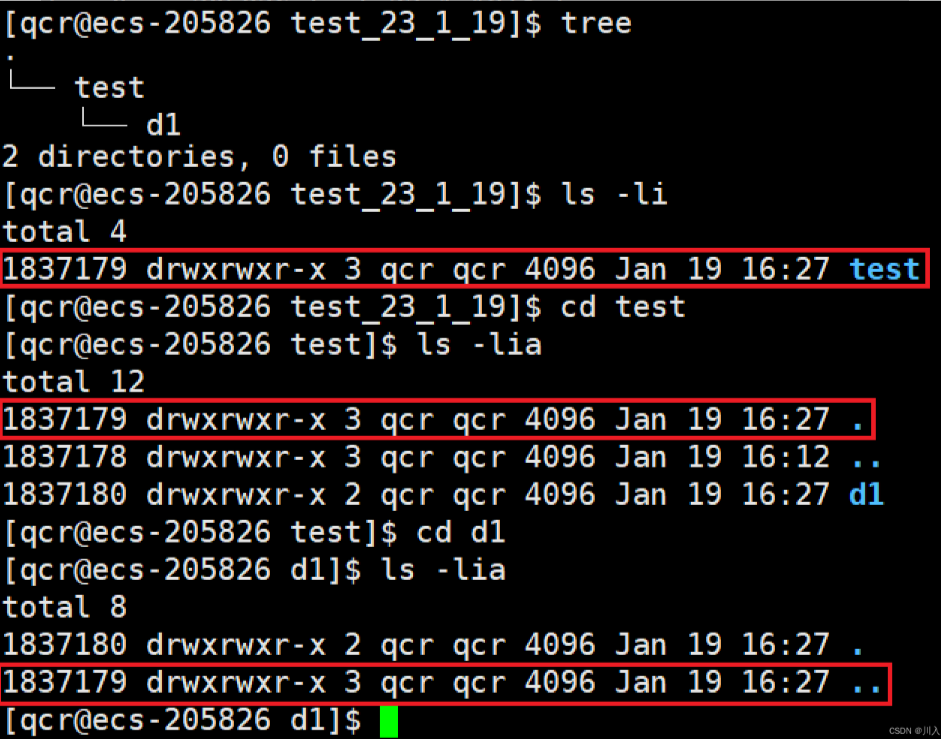 [qcr@ecs-205826 test_23_1_19]$ tree
.
└── test
    └── d1
2 directories, 0 files
[qcr@ecs-205826 test_23_1_19]$ ls -li
total 4
1837179 drwxrwxr-x 3 qcr qcr 4096 Jan 19 16:27 test
[qcr@ecs-205826 test_23_1_19]$ cd test
[qcr@ecs-205826 test]$ ls -lia
total 12
1837179 drwxrwxr-x 3 qcr qcr 4096 Jan 19 16:27 .
1837178 drwxrwxr-x 3 qcr qcr 4096 Jan 19 16:12 ..
1837180 drwxrwxr-x 2 qcr qcr 4096 Jan 19 16:27 d1
[qcr@ecs-205826 test]$ cd d1
[qcr@ecs-205826 d1]$ ls -lia
total 8
1837180 drwxrwxr-x 2 qcr qcr 4096 Jan 19 16:27 .
1837179 drwxrwxr-x 3 qcr qcr 4096 Jan 19 16:27 ..
[qcr@ecs-205826 d1]$
CSDN @川入